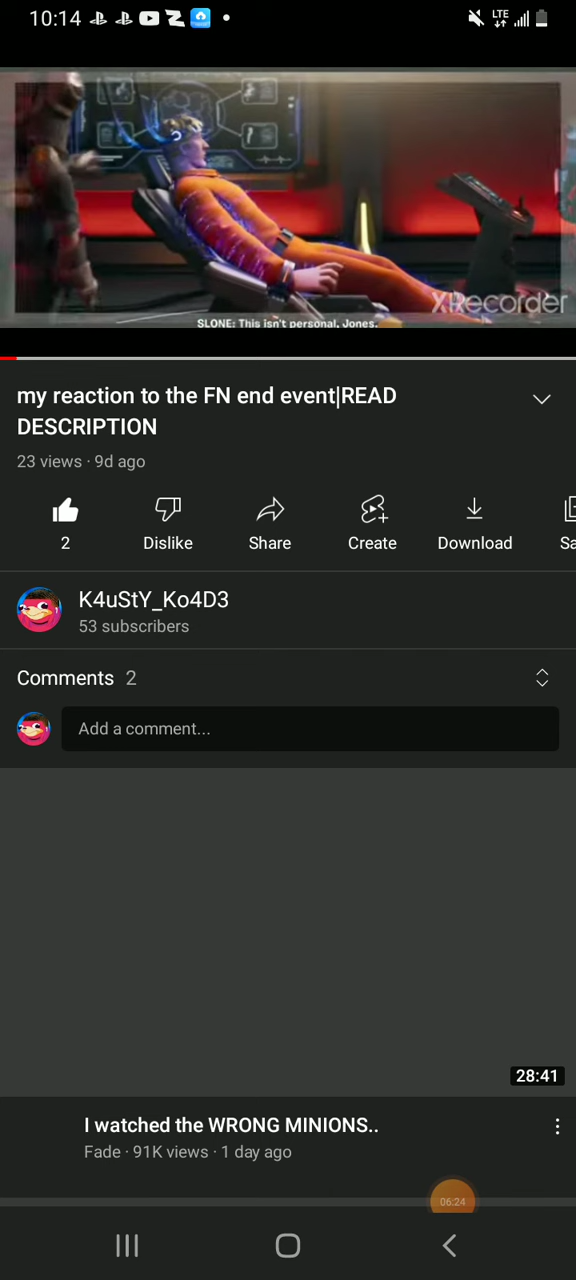 10:14
LTE
XRecorder
SLONE: This isn't personal, Jones.
my reaction to the FN end event|READ
DESCRIPTION
23 views · 9d ago
2
Dislike
Share
Create
Download
Sa
K4uStY_Ko4D3
53 subscribers
Comments 2
Add a comment...
28:41
I watched the WRONG MINIONS..
Fade · 91K views · 1 day ago
06:24